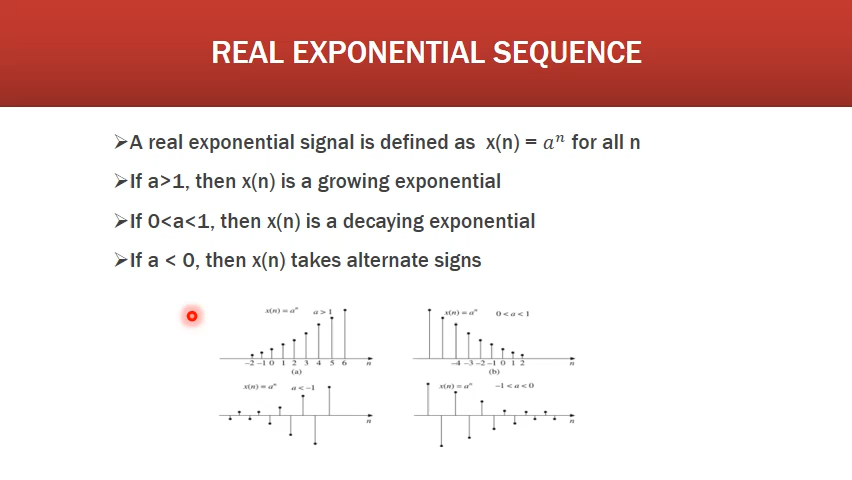 REAL EXPONENTIAL SEQUENCE
➢A real exponential signal is defined as x(n) = aⁿ for all n
➢If a>1, then x(n) is a growing exponential
➢If 0<a<1, then x(n) is a decaying exponential
➢If a < 0, then x(n) takes alternate signs
x(n) = aⁿ a > 1
-2 -1 0 1 2 3 4 5 6 n
(a)
x(n) = aⁿ 0 < a < 1
-4 -3 -2 -1 0 1 2 n
(b)
x(n) = aⁿ a < -1
n
x(n) = aⁿ -1 < a < 0
n